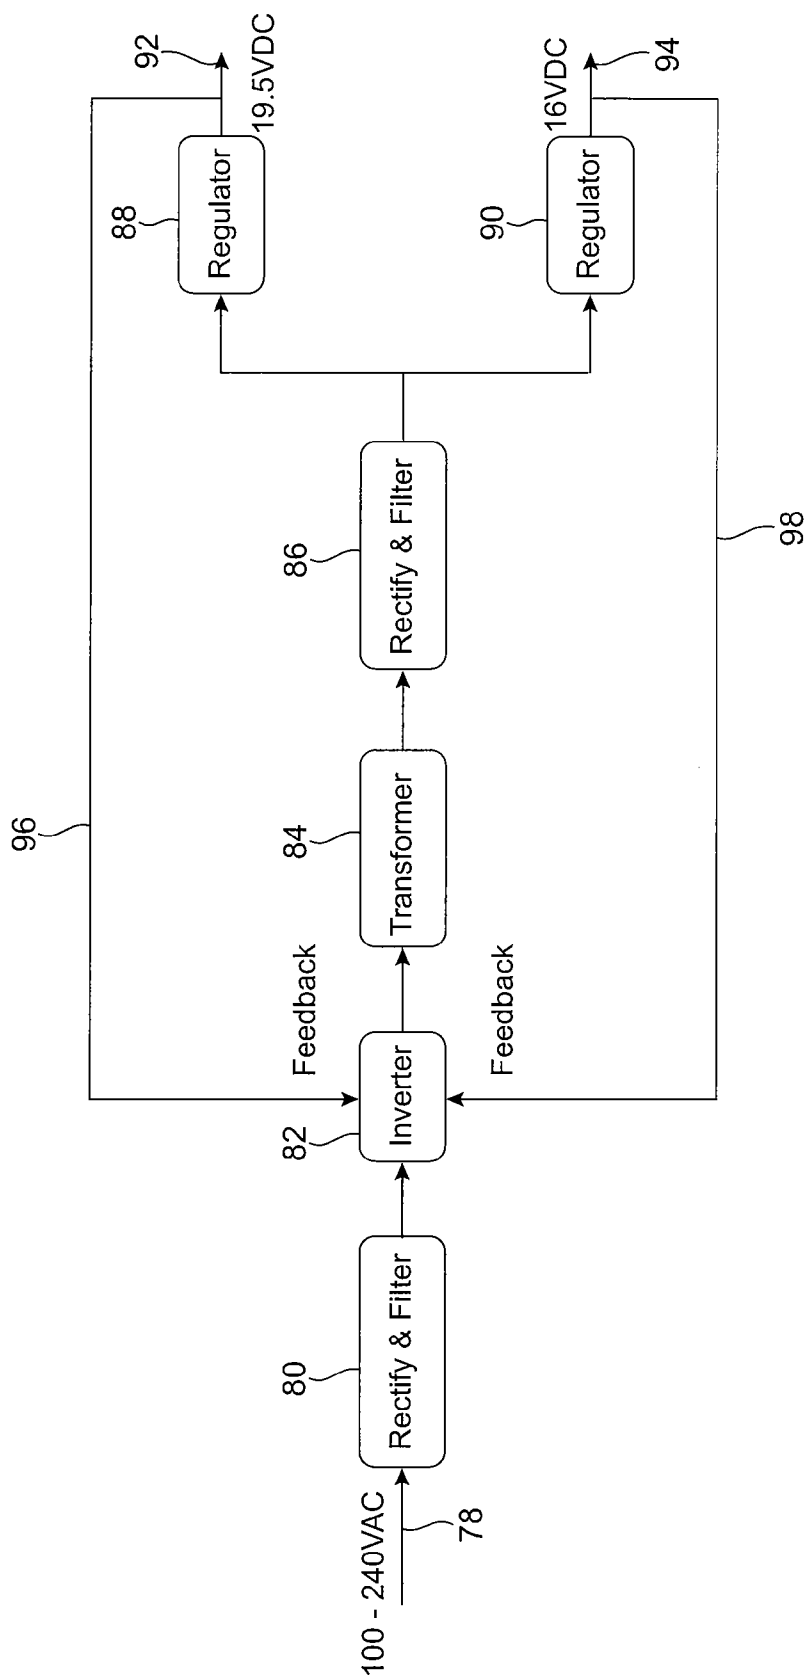 100 - 240VAC
78
80
Rectify & Filter
82
Inverter
Feedback
Feedback
84
Transformer
86
Rectify & Filter
88
Regulator
90
Regulator
92
19.5VDC
94
16VDC
96
98